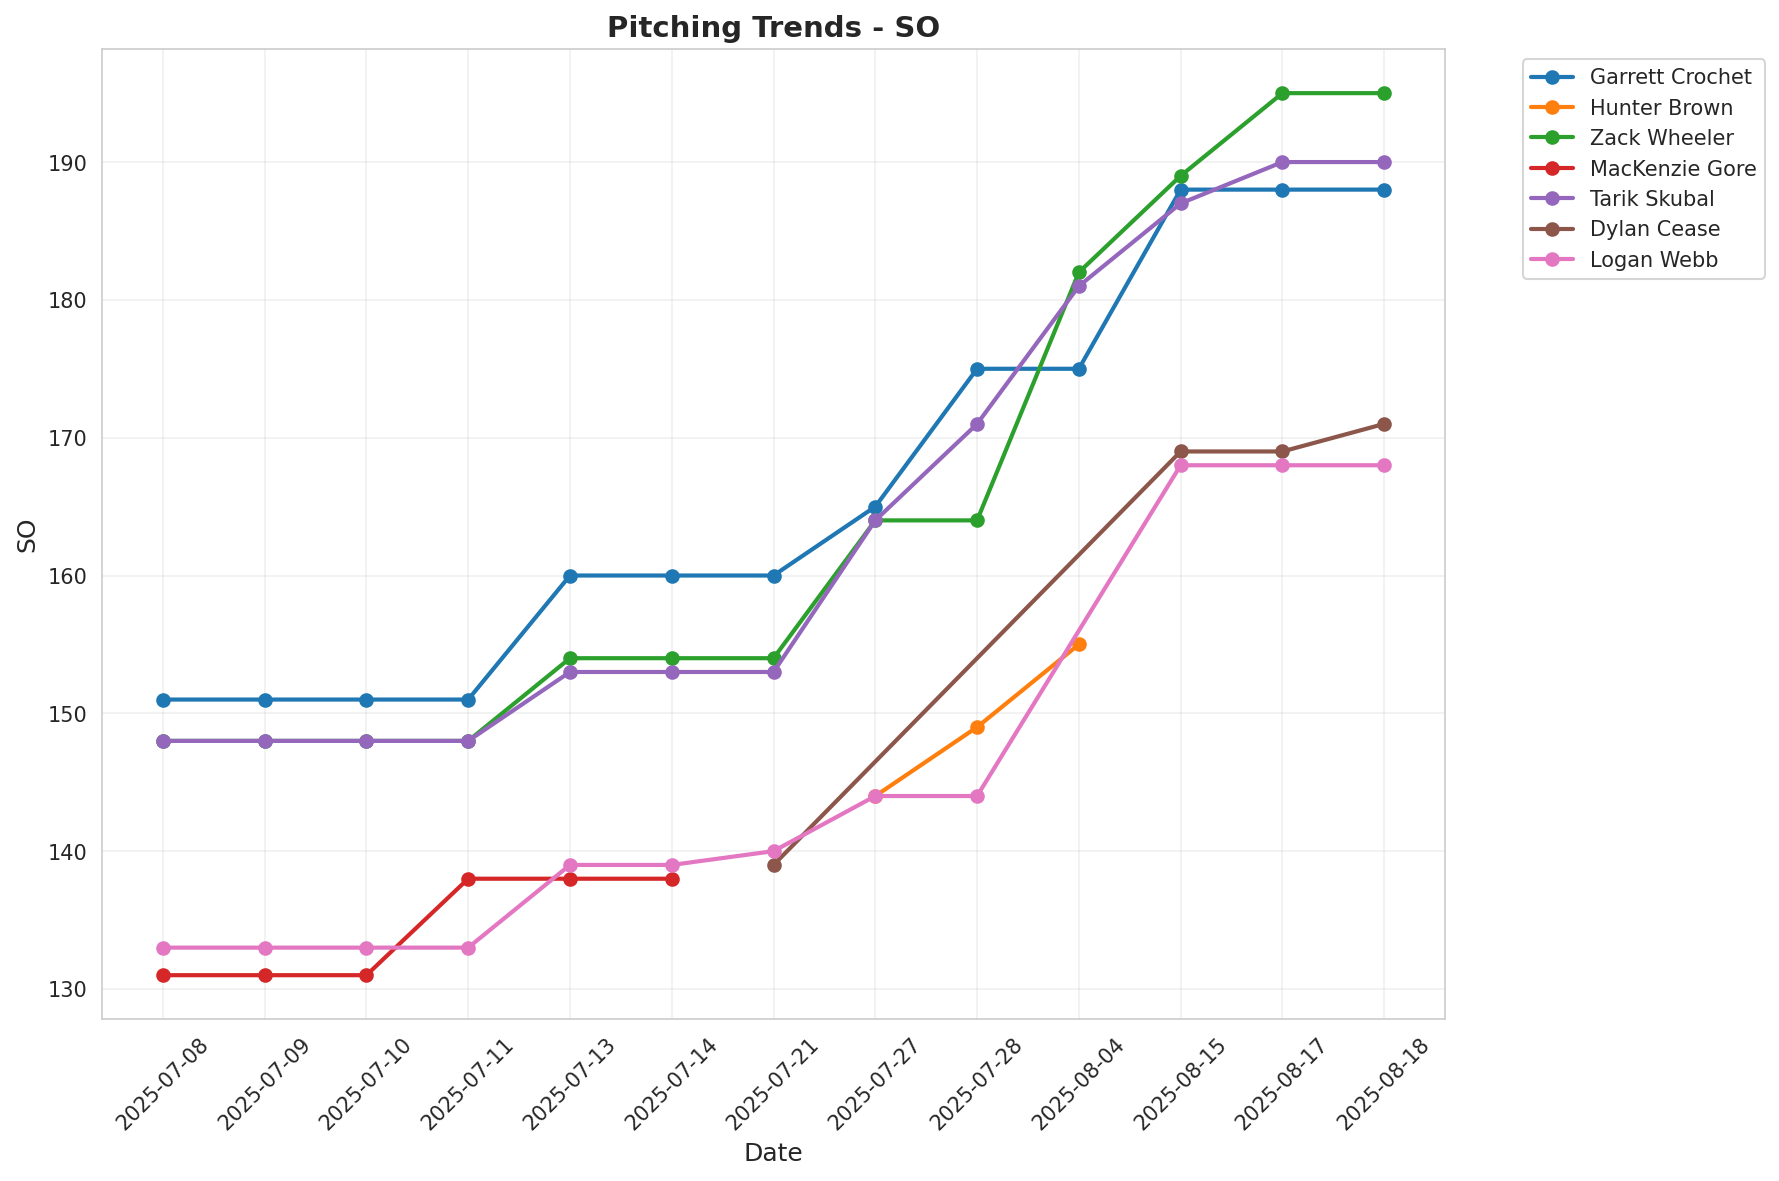 Pitching Trends - SO
Garrett Crochet
Hunter Brown
Zack Wheeler
MacKenzie Gore
Tarik Skubal
Dylan Cease
Logan Webb
SO
190
180
170
160
150
140
130
2025-07-08
2025-07-09
2025-07-10
2025-07-11
2025-07-13
2025-07-14
2025-07-21
2025-07-27
2025-07-28
2025-08-04
2025-08-15
2025-08-17
2025-08-18
Date